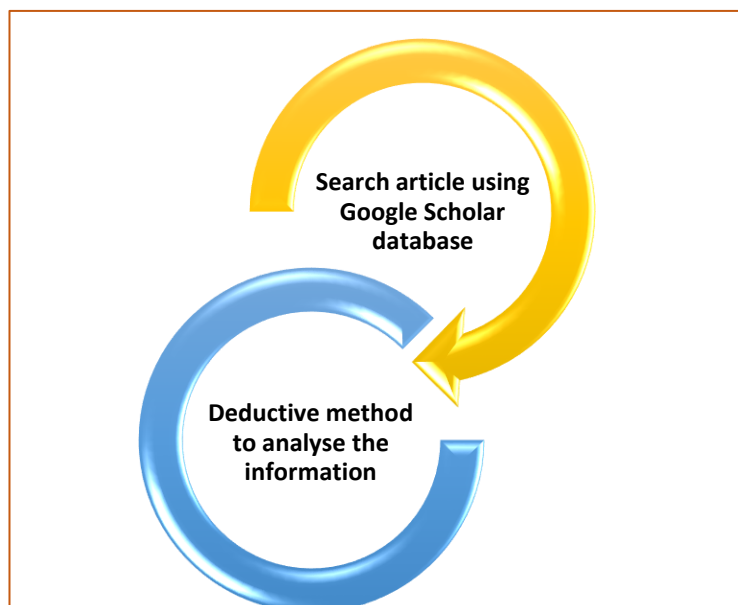 Search article using
Google Scholar
database
Deductive method
to analyse the
information